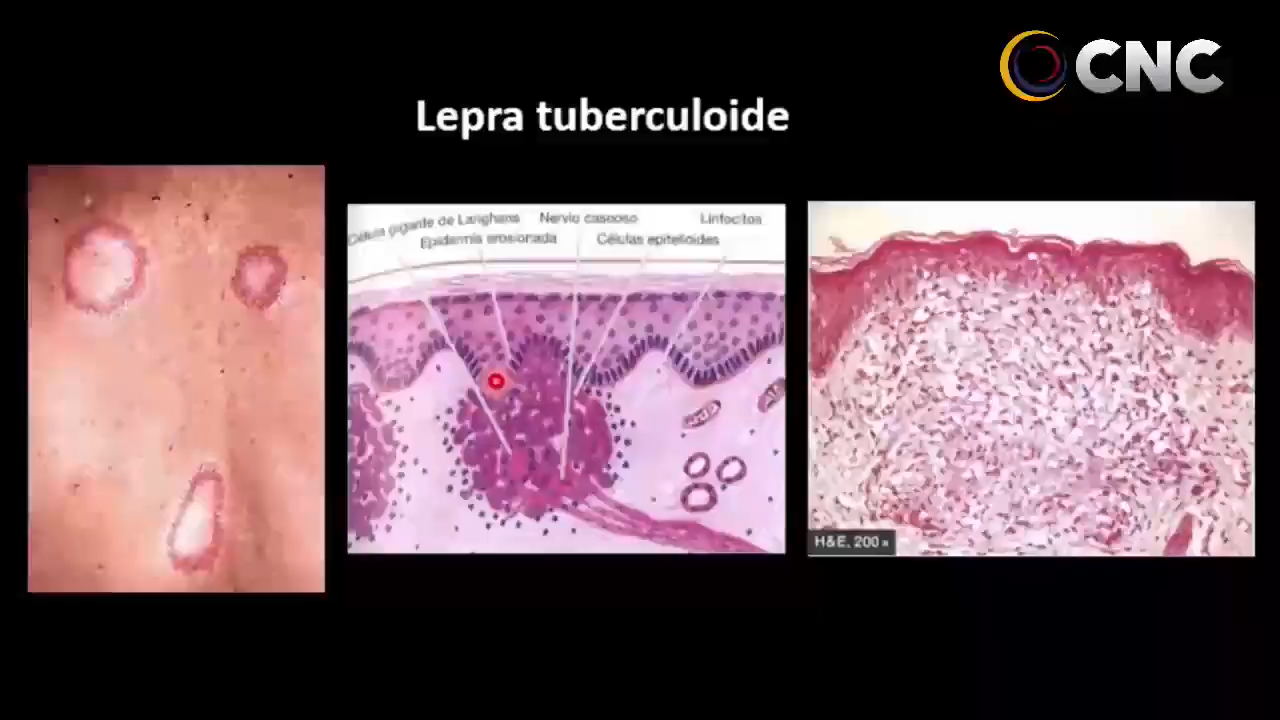 CNC
Lepra tuberculoide
Célula gigante de Langhans
Nervio caseoso
Linfocitos
Epidermis erosionada
Células epitelioides
H&E, 200 x